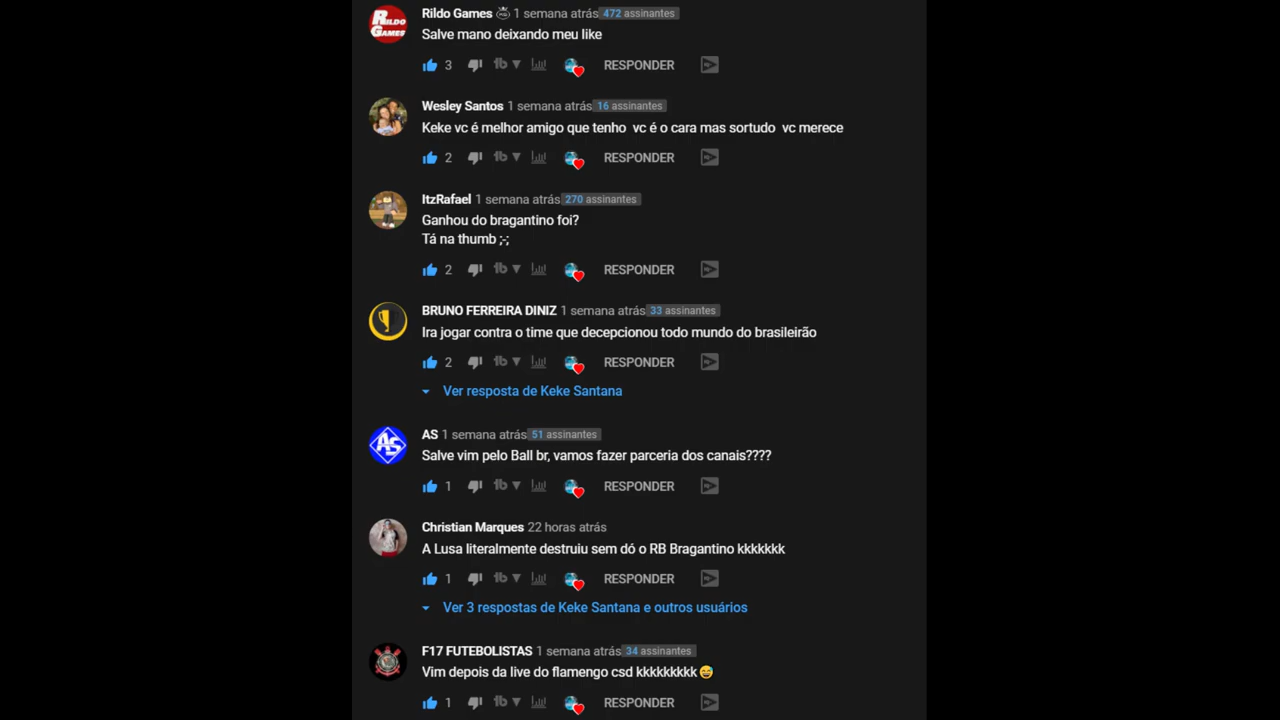 RILDO GAMES
Rildo Games 1 semana atrás 472 assinantes
Salve mano deixando meu like
3 RESPONDER
Wesley Santos 1 semana atrás 16 assinantes
Keke vc é melhor amigo que tenho vc é o cara mas sortudo vc merece
2 RESPONDER
ItzRafael 1 semana atrás 270 assinantes
Ganhou do bragantino foi?
Tá na thumb ;-;
2 RESPONDER
BRUNO FERREIRA DINIZ 1 semana atrás 33 assinantes
Ira jogar contra o time que decepcionou todo mundo do brasileirão
2 RESPONDER
Ver resposta de Keke Santana
AS
AS 1 semana atrás 51 assinantes
Salve vim pelo Ball br, vamos fazer parceria dos canais????
1 RESPONDER
Christian Marques 22 horas atrás
A Lusa literalmente destruiu sem dó o RB Bragantino kkkkkkk
1 RESPONDER
Ver 3 respostas de Keke Santana e outros usuários
F17 FUTEBOLISTAS 1 semana atrás 34 assinantes
Vim depois da live do flamengo csd kkkkkkkkk😅
1 RESPONDER